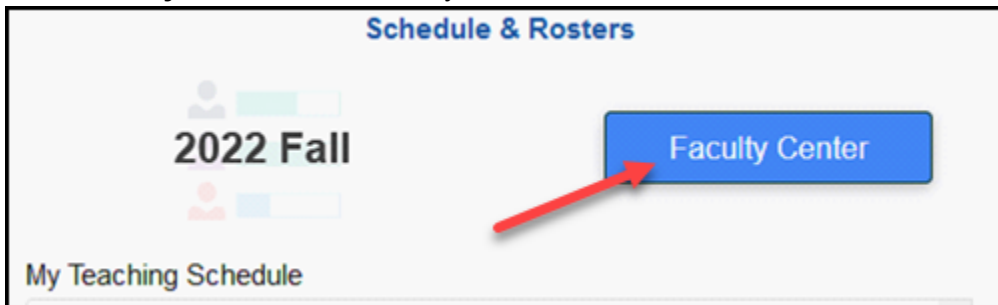 Schedule & Rosters
2022 Fall
Faculty Center
My Teaching Schedule